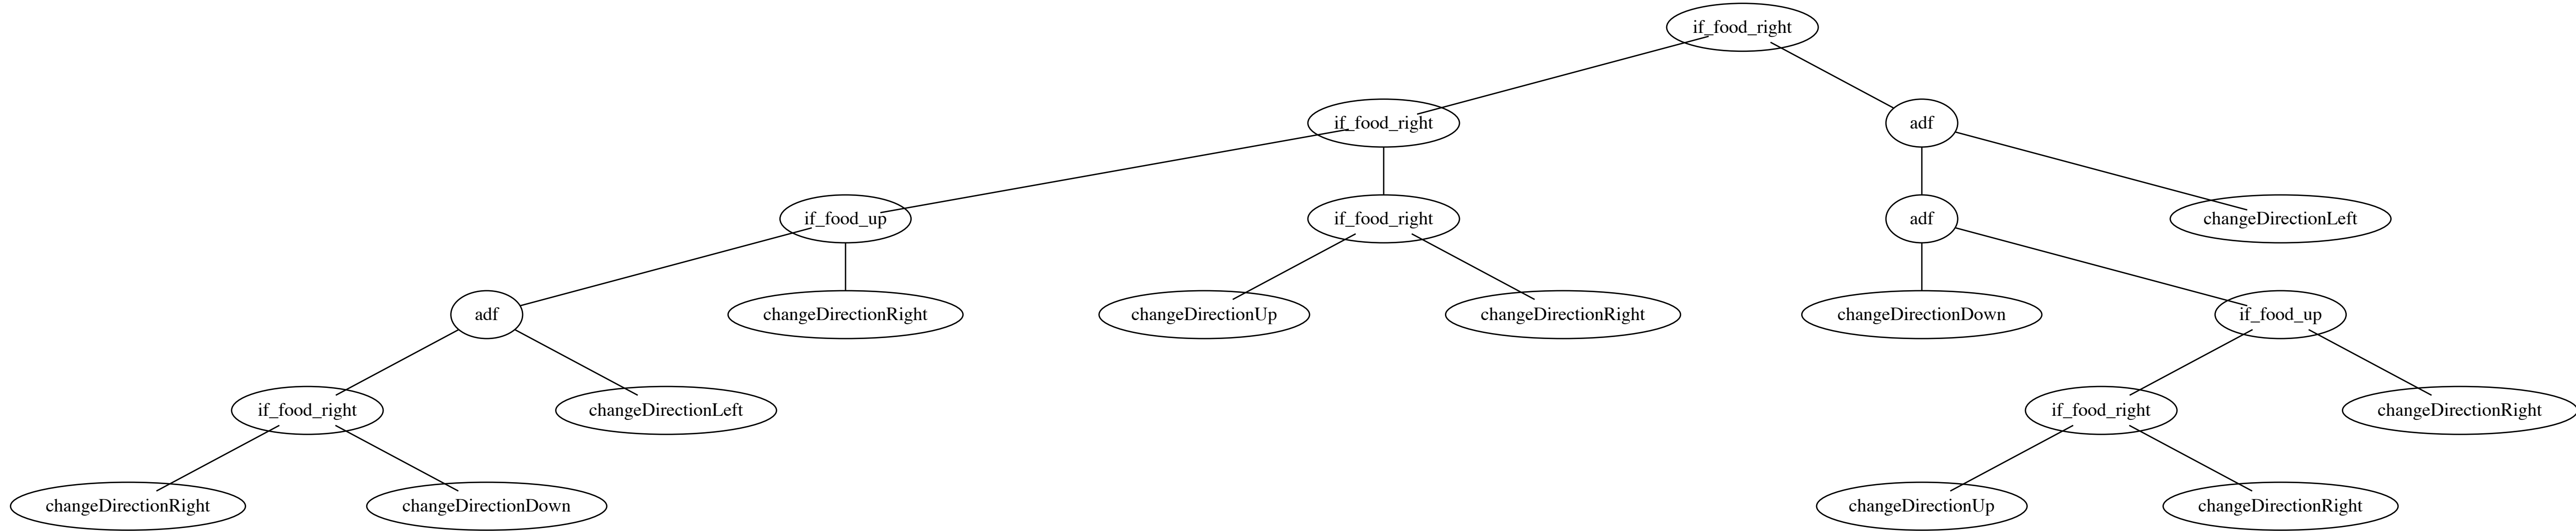 if_food_right
if_food_right
adf
if_food_up
if_food_right
adf
changeDirectionLeft
adf
changeDirectionRight
changeDirectionUp
changeDirectionRight
changeDirectionDown
if_food_up
if_food_right
changeDirectionLeft
if_food_right
changeDirectionRight
changeDirectionRight
changeDirectionDown
changeDirectionUp
changeDirectionRight